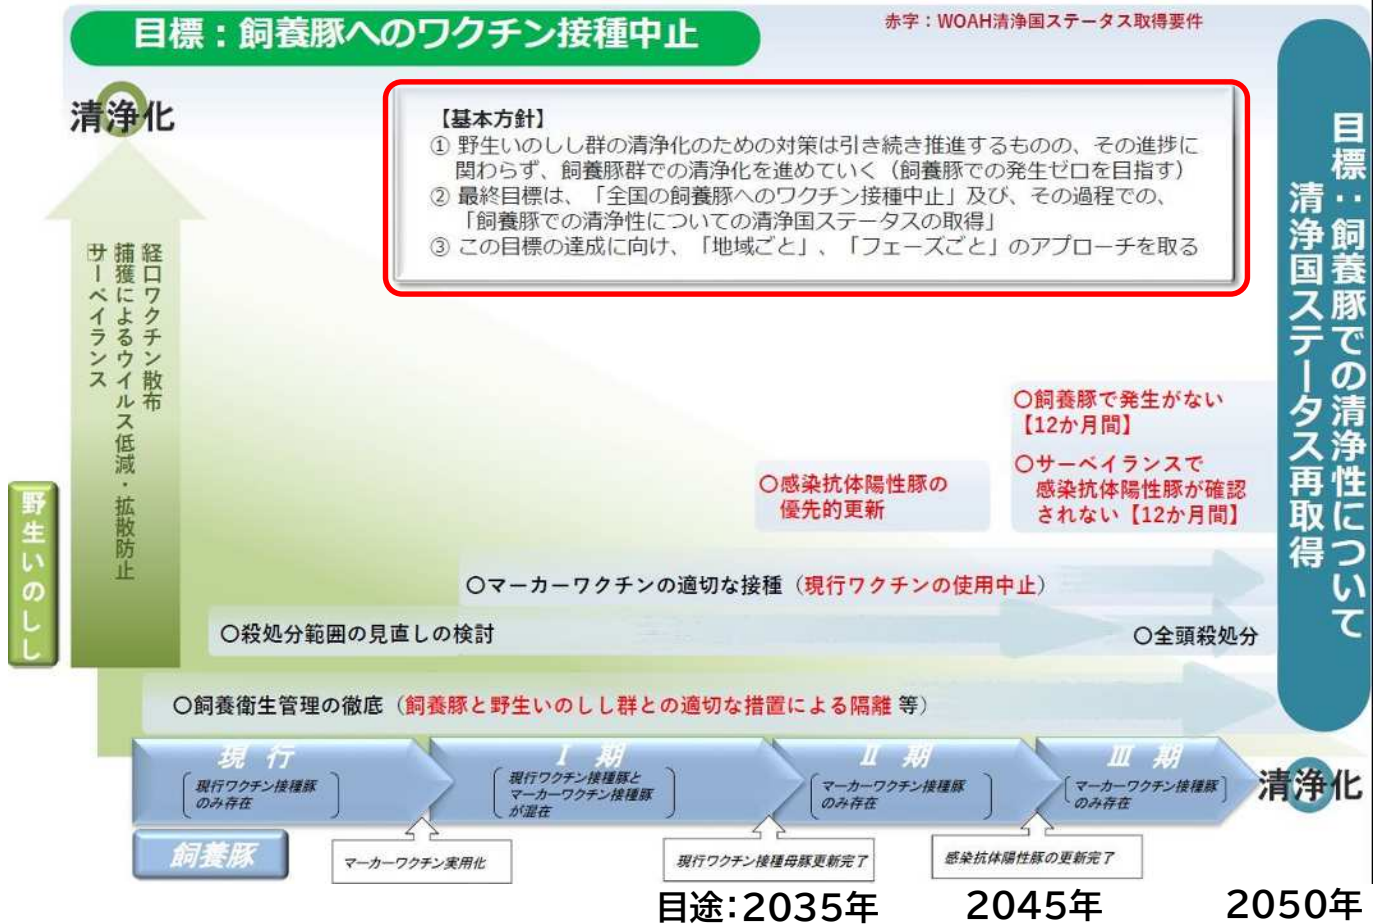 目標：飼養豚へのワクチン接種中止
赤字：WOAH清浄国ステータス取得要件
清浄化
【基本方針】
① 野生いのしし群の清浄化のための対策は引き続き推進するものの、その進捗に
関わらず、飼養豚群での清浄化を進めていく（飼養豚での発生ゼロを目指す）
② 最終目標は、「全国の飼養豚へのワクチン接種中止」及び、その過程での、
「飼養豚での清浄性についての清浄国ステータスの取得」
③ この目標の達成に向け、「地域ごと」、「フェーズごと」のアプローチを取る
目標：飼養豚での清浄性について
清浄国ステータス再取得
経口ワクチン散布
捕獲によるウイルス低減・拡散防止
サーベイランス
野生いのしし
〇飼養豚で発生がない
【12か月間】
〇サーベイランスで
感染抗体陽性豚が確認
されない【12か月間】
〇感染抗体陽性豚の
優先的更新
〇マーカーワクチンの適切な接種（現行ワクチンの使用中止）
〇殺処分範囲の見直しの検討
〇全頭殺処分
〇飼養衛生管理の徹底（飼養豚と野生いのしし群との適切な措置による隔離 等）
現 行
現行ワクチン接種豚
のみ存在
Ⅰ 期
現行ワクチン接種豚と
マーカーワクチン接種豚
が混在
Ⅱ 期
マーカーワクチン接種豚
のみ存在
Ⅲ 期
マーカーワクチン接種豚
のみ存在
清浄化
飼養豚
マーカーワクチン実用化
現行ワクチン接種母豚更新完了
感染抗体陽性豚の更新完了
目途：2035年
2045年
2050年